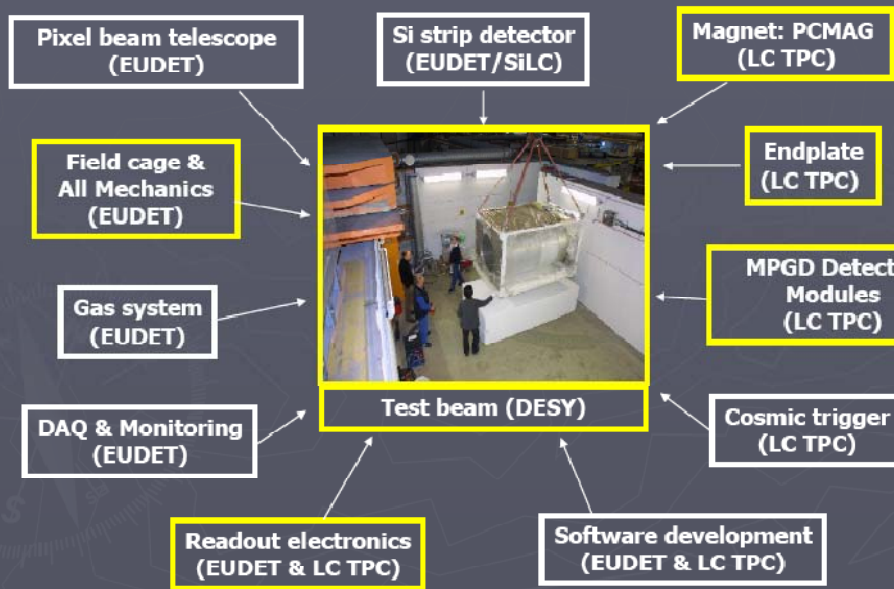 Pixel beam telescope
(EUDET)
Si strip detector
(EUDET/SiLC)
Magnet: PCMAG
(LC TPC)
Field cage &
All Mechanics
(EUDET)
Endplate
(LC TPC)
MPGD Detect
Modules
(LC TPC)
Gas system
(EUDET)
Test beam (DESY)
DAQ & Monitoring
(EUDET)
Cosmic trigger
(LC TPC)
Readout electronics
(EUDET & LC TPC)
Software development
(EUDET & LC TPC)